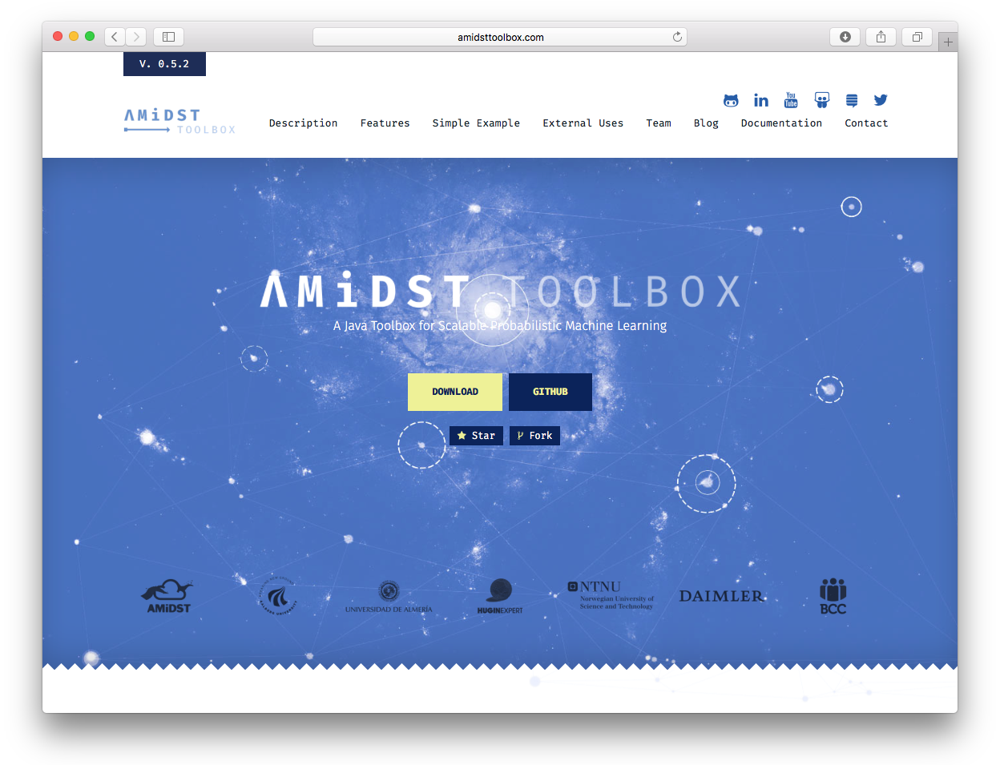 amidsttoolbox.com
V. 0.5.2
You
Tube
AMiDST
TOOLBOX
Description Features Simple Example External Uses Team Blog Documentation Contact
AMiDST TOOLBOX
A Java Toolbox for Scalable Probabilistic Machine Learning
DOWNLOAD GITHUB
Star Fork
AMiDST
UNIVERSIDAD DE ALMERÍA
HUGINEXPERT
NTNU
Norwegian University of
Science and Technology
DAIMLER
BCC